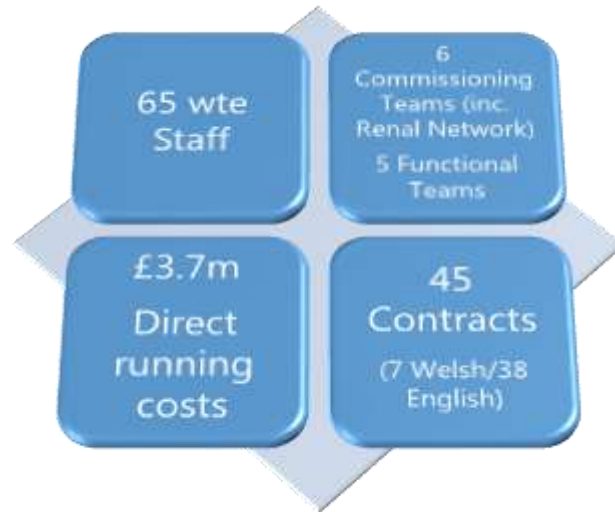 65 wte
Staff
6
Commissioning
Teams (inc.
Renal Network)
5 Functional
Teams
£3.7m
Direct
running
costs
45
Contracts
(7 Welsh/38
English)